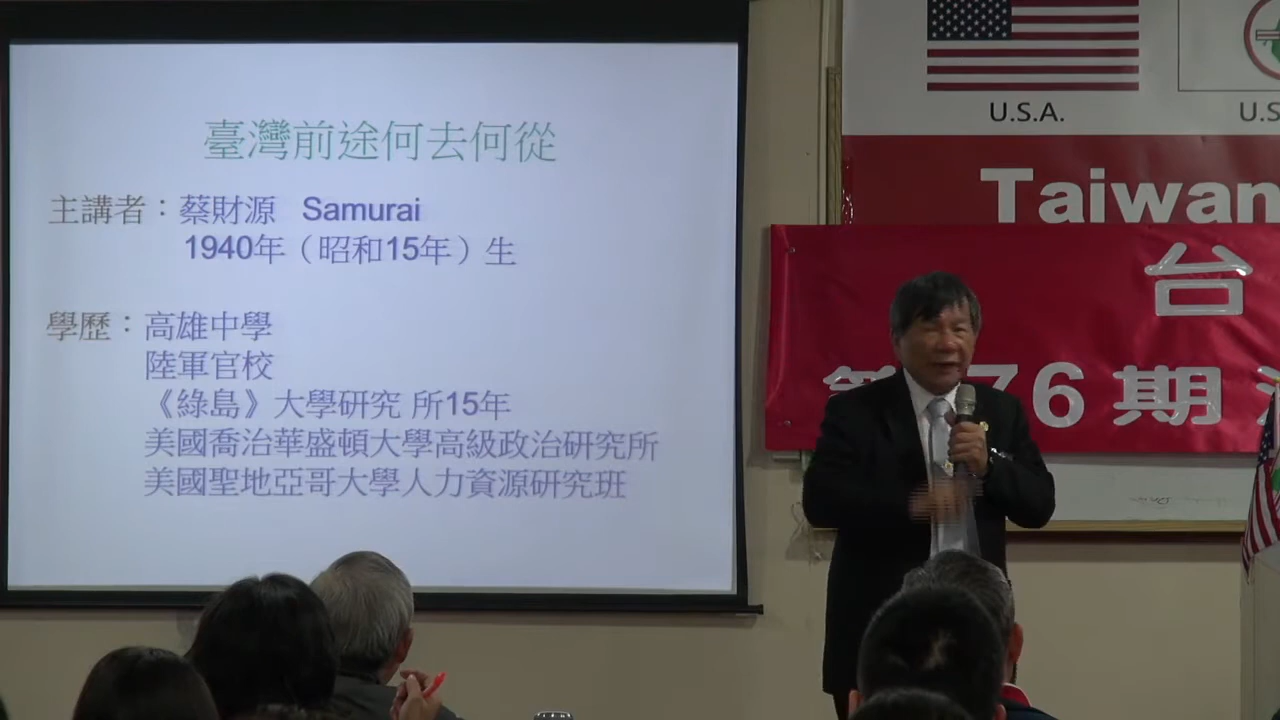 臺灣前途何去何從
主講者：蔡財源 Samurai
1940年（昭和15年）生
學歷：高雄中學
陸軍官校
《綠島》大學研究 所15年
美國喬治華盛頓大學高級政治研究所
美國聖地亞哥大學人力資源研究班
U.S.A.
U.S
Taiwan
台
76期